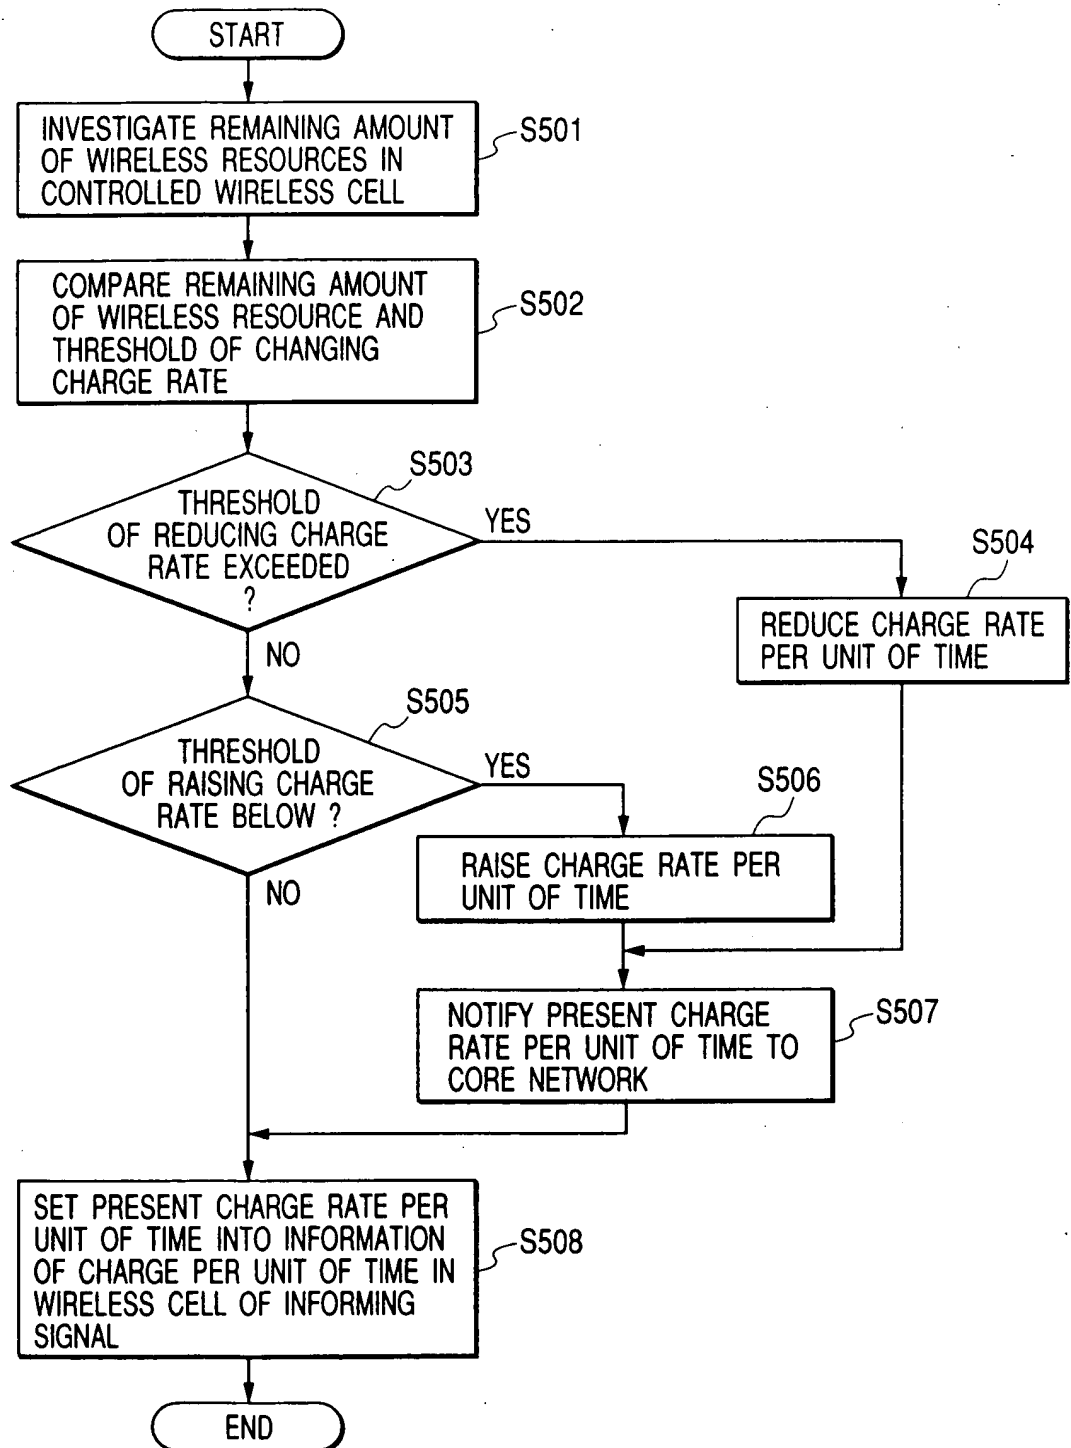 START
INVESTIGATE REMAINING AMOUNT
OF WIRELESS RESOURCES IN
CONTROLLED WIRELESS CELL
S501
COMPARE REMAINING AMOUNT
OF WIRELESS RESOURCE AND
THRESHOLD OF CHANGING
CHARGE RATE
S502
S503
THRESHOLD
OF REDUCING CHARGE
RATE EXCEEDED
?
YES
NO
S504
REDUCE CHARGE RATE
PER UNIT OF TIME
S505
THRESHOLD
OF RAISING CHARGE
RATE BELOW ?
YES
NO
S506
RAISE CHARGE RATE PER
UNIT OF TIME
NOTIFY PRESENT CHARGE
RATE PER UNIT OF TIME TO
CORE NETWORK
S507
SET PRESENT CHARGE RATE PER
UNIT OF TIME INTO INFORMATION
OF CHARGE PER UNIT OF TIME IN
WIRELESS CELL OF INFORMING
SIGNAL
S508
END